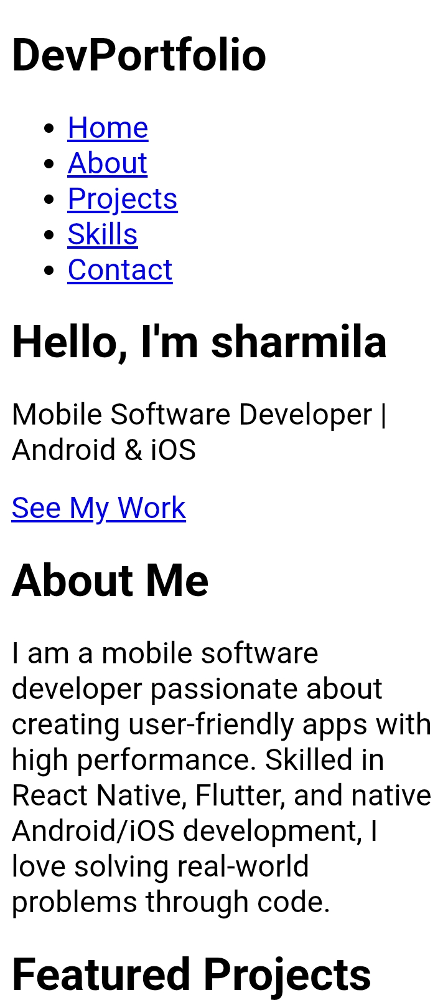 DevPortfolio
Home
About
Projects
Skills
Contact
Hello, I'm sharmila
Mobile Software Developer |
Android & iOS
See My Work
About Me
I am a mobile software
developer passionate about
creating user-friendly apps with
high performance. Skilled in
React Native, Flutter, and native
Android/iOS development, I
love solving real-world
problems through code.
Featured Projects